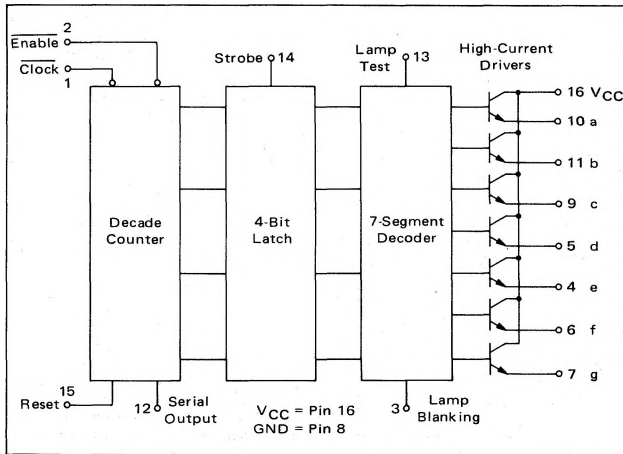 2
Enable
Clock
1
Strobe 14
Lamp
Test 13
High-Current
Drivers
16 VCC
10 a
11 b
9 c
5 d
4 e
6 f
7 g
Decade
Counter
4-Bit
Latch
7-Segment
Decoder
15
Reset
12
Serial
Output
VCC = Pin 16
GND = Pin 8
3
Lamp
Blanking